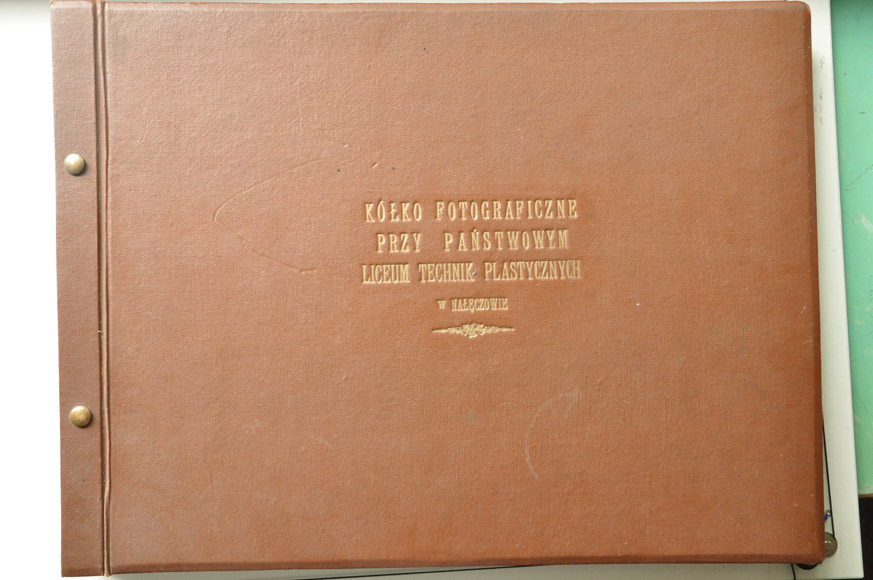 KÓŁKO FOTOGRAFICZNE
PRZY PAŃSTWOWYM
LICEUM TECHNIK PLASTYCZNYCH
W NAŁĘCZOWIE